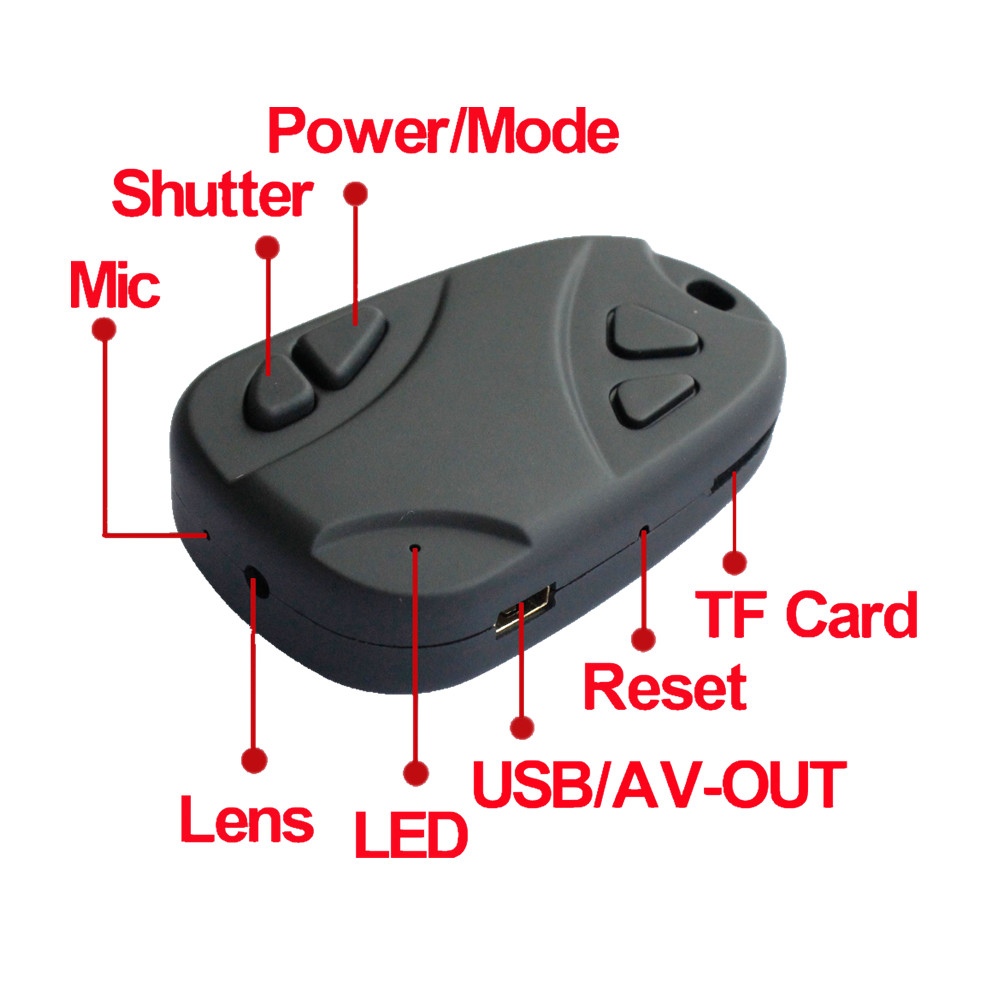 Power/Mode
Shutter
Mic
TF Card
Reset
USB/AV-OUT
Lens
LED